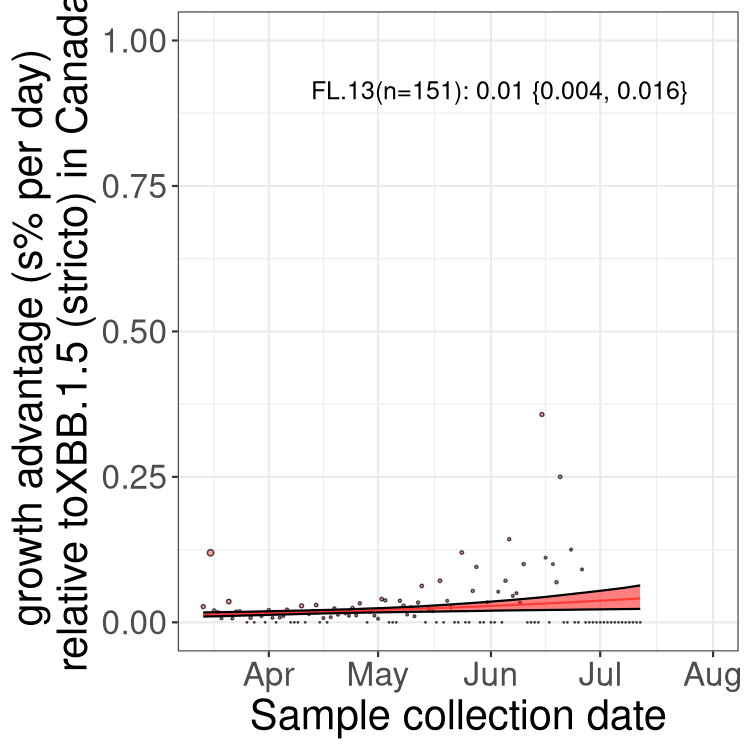 growth advantage (s% per day)
relative toXBB.1.5 (stricto) in Canada
1.00
0.75
0.50
0.25
0.00
FL.13(n=151): 0.01 {0.004, 0.016}
Apr May Jun Jul Aug
Sample collection date